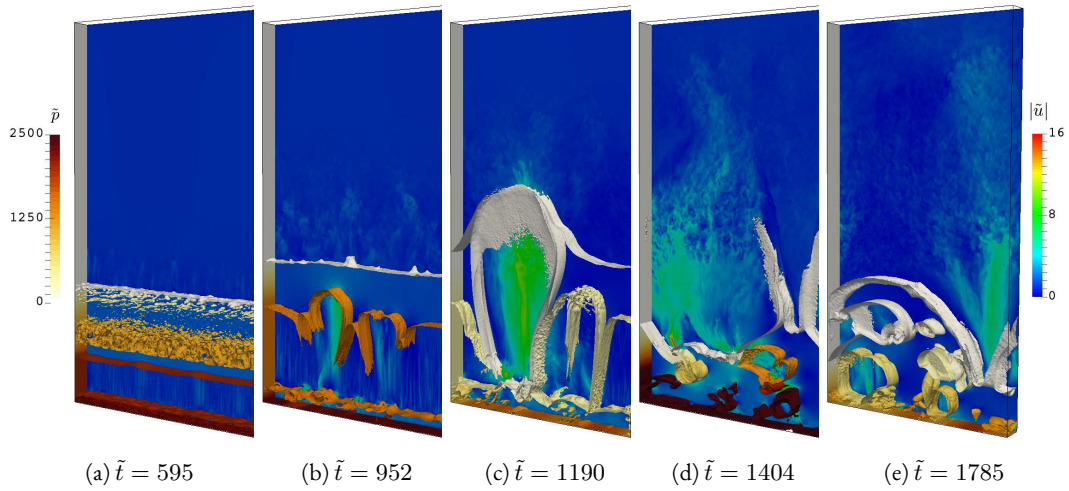 p̃
2500
1250
0
|ũ|
16
8
0
(a) t̃ = 595
(b) t̃ = 952
(c) t̃ = 1190
(d) t̃ = 1404
(e) t̃ = 1785